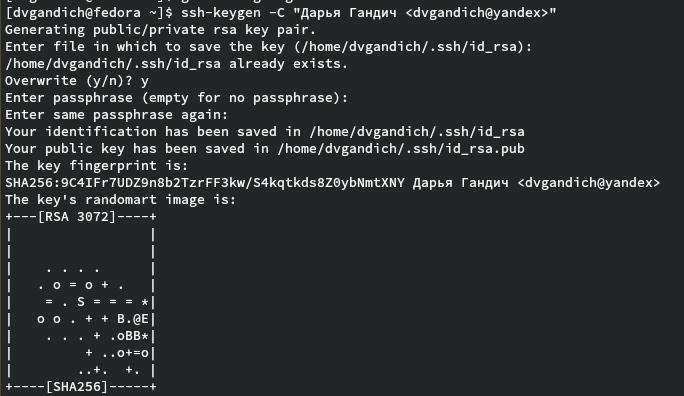 [dvgandich@fedora ~]$ ssh-keygen -C "Дарья Гандич <dvgandich@yandex>"
Generating public/private rsa key pair.
Enter file in which to save the key (/home/dvgandich/.ssh/id_rsa):
/home/dvgandich/.ssh/id_rsa already exists.
Overwrite (y/n)? y
Enter passphrase (empty for no passphrase):
Enter same passphrase again:
Your identification has been saved in /home/dvgandich/.ssh/id_rsa
Your public key has been saved in /home/dvgandich/.ssh/id_rsa.pub
The key fingerprint is:
SHA256:9C4IFr7UDZ9n8b2TzrFF3kw/S4kqtkds8Z0ybNmtXNY Дарья Гандич <dvgandich@yandex>
The key's randomart image is:
+---[RSA 3072]----+
|                 |
|                 |
|    . . . .      |
|   . o = o + .   |
|    = . S = = = *|
|   o o . + + B.@E|
|    . . . + .oBB*|
|         + ..o+=o|
|        ..+.  +. |
+----[SHA256]-----+